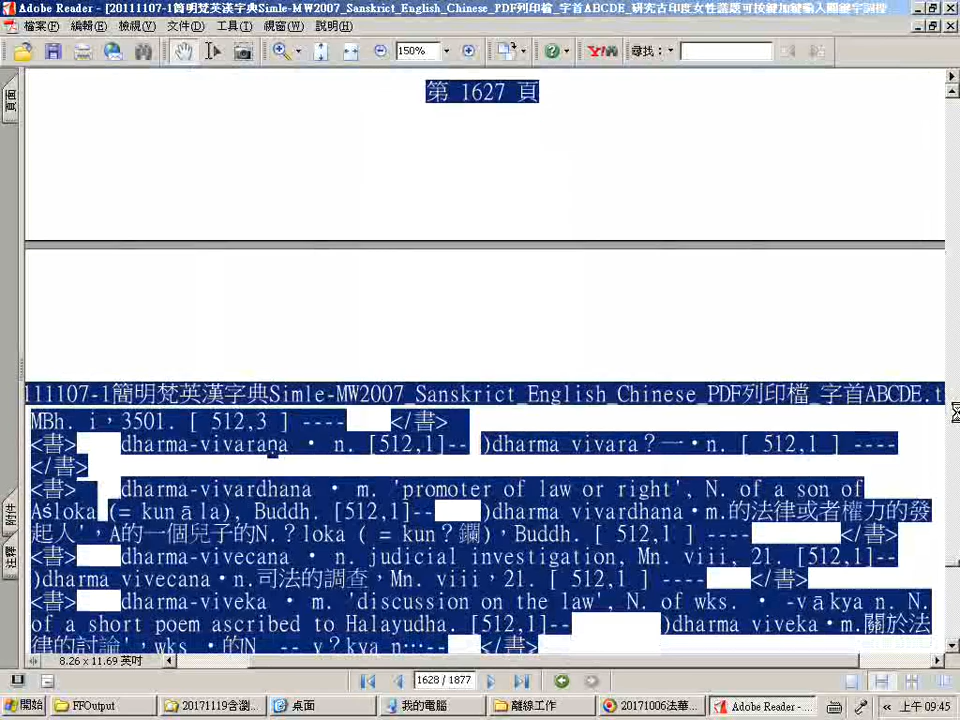 Adobe Reader - [20111107-1簡明梵英漢字典Simle-MW2007_Sanskrict_English_Chinese_PDF列印檔_字首ABCDE_研究古印度女性議題可按鍵加鍵輸入關鍵字詞搜
檔案(F) 編輯(E) 檢視(V) 文件(D) 工具(T) 視窗(W) 說明(H)
150% 尋找:
頁面
第 1627 頁
111107-1簡明梵英漢字典Simle-MW2007_Sanskrict_English_Chinese_PDF列印檔_字首ABCDE.t
MBh. i，3501. [ 512,3 ] ---- </書>
<書> dharma-vivaraṇa • n. [512,1]-- )dharma vivara？一•n. [ 512,1 ] ----
</書>
<書> dharma-vivardhana • m. 'promoter of law or right', N. of a son of
Aśloka (= kunāla), Buddh. [512,1]-- )dharma vivardhana•m.的法律或者權力的發
起人'，A的一個兒子的N.？loka ( = kun？鑭)，Buddh. [ 512,1 ] ---- </書>
<書> dharma-vivecana • n. judicial investigation, Mn. viii, 21. [512,1]--
)dharma vivecana•n.司法的調查，Mn. viii，21. [ 512,1 ] ---- </書>
<書> dharma-viveka • m. 'discussion on the law', N. of wks. • -vākya n. N.
of a short poem ascribed to Halayudha. [512,1]-- )dharma viveka•m.關於法
律的討論'，wks .•的N -- v？kya n…-- </書>
附件
注釋
8.26 x 11.69 英吋
1628 / 1877
開始 FFOutput 20171119含瀏... 桌面 我的電腦 離線工作 20171006法華... Adobe Reader - [... 上午 09:45